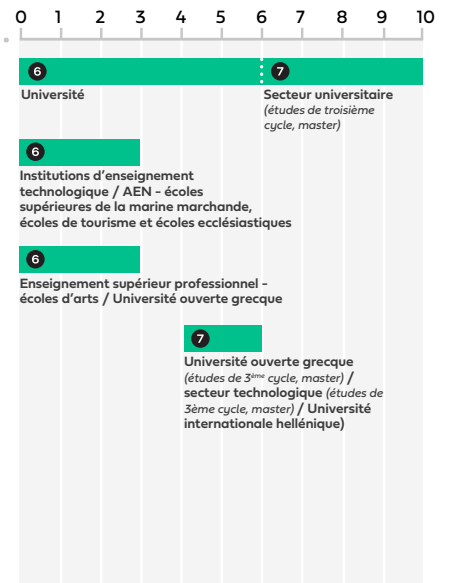 0 1 2 3 4 5 6 7 8 9 10
6 7
Université Secteur universitaire
(études de troisième
cycle, master)
6
Institutions d'enseignement
technologique / AEN - écoles
supérieures de la marine marchande,
écoles de tourisme et écoles ecclésiastiques
6
Enseignement supérieur professionnel -
écoles d'arts / Université ouverte grecque
7
Université ouverte grecque
(études de 3ème cycle, master) /
secteur technologique (études de
3ème cycle, master) / Université
internationale hellénique)